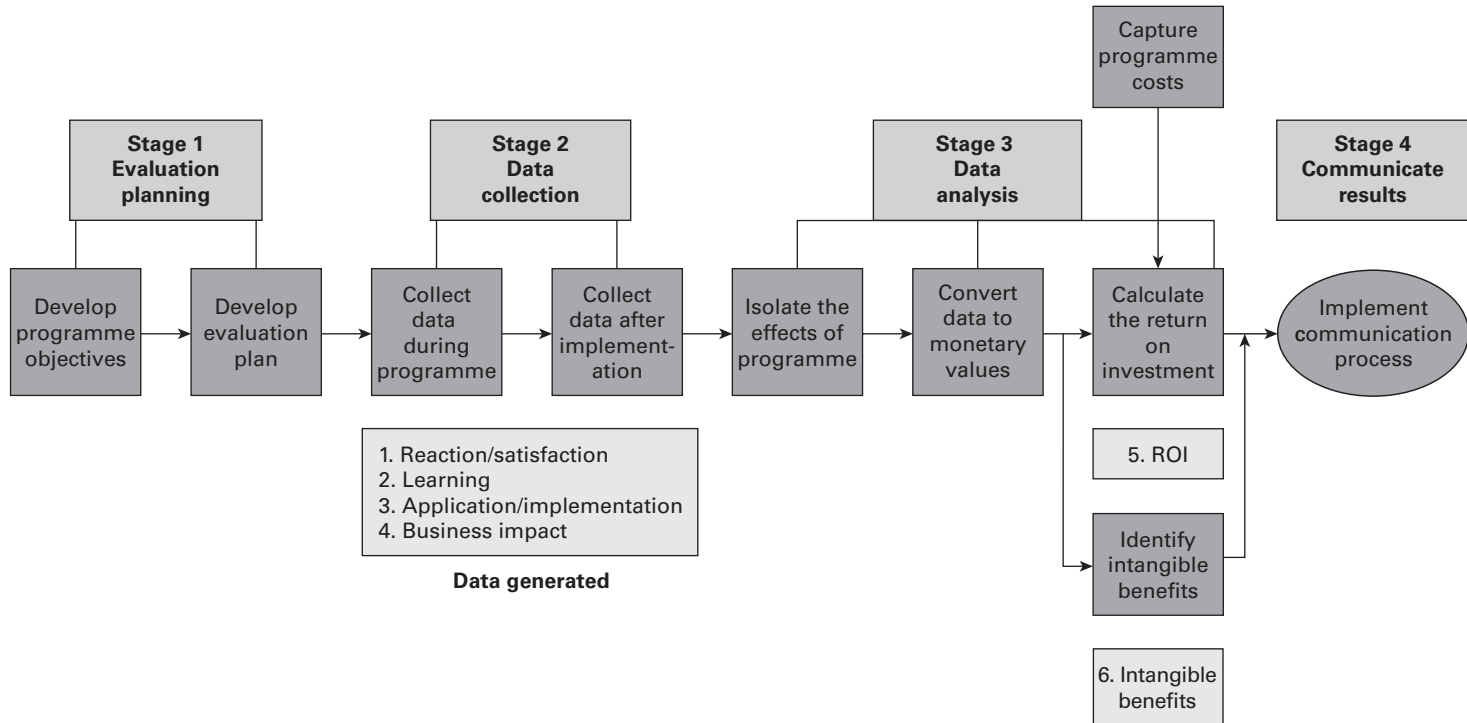 Capture
programme
costs
Stage 1
Evaluation
planning
Stage 2
Data
collection
Stage 3
Data
analysis
Stage 4
Communicate
results
Develop
programme
objectives
Develop
evaluation
plan
Collect
data
during
programme
Collect
data after
implement-
ation
Isolate the
effects of
programme
Convert
data to
monetary
values
Calculate
the return
on
investment
Implement
communication
process
1. Reaction/satisfaction
2. Learning
3. Application/implementation
4. Business impact
Data generated
5. ROI
Identify
intangible
benefits
6. Intangible
benefits